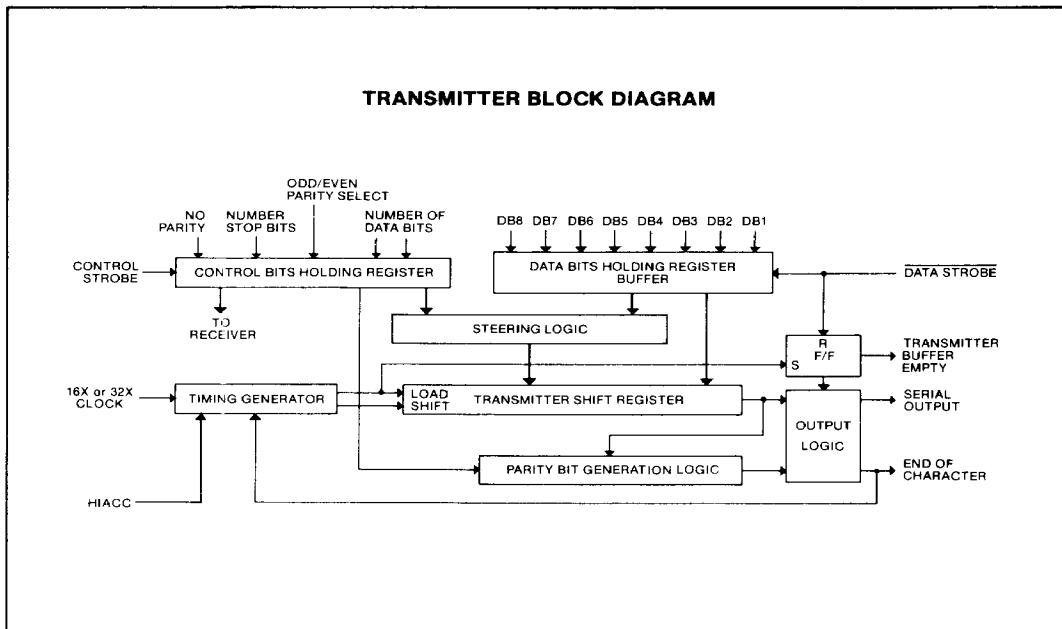 TRANSMITTER BLOCK DIAGRAM
ODD/EVEN
PARITY SELECT
NO
PARITY
NUMBER
STOP BITS
NUMBER OF
DATA BITS
DB8 DB7 DB6 DB5 DB4 DB3 DB2 DB1
CONTROL
STROBE
CONTROL BITS HOLDING REGISTER
DATA BITS HOLDING REGISTER
BUFFER
DATA STROBE
TO
RECEIVER
STEERING LOGIC
R
F/F
S
TRANSMITTER
BUFFER
EMPTY
16X or 32X
CLOCK
TIMING GENERATOR
LOAD
SHIFT
TRANSMITTER SHIFT REGISTER
OUTPUT
LOGIC
SERIAL
OUTPUT
PARITY BIT GENERATION LOGIC
END OF
CHARACTER
HIACC